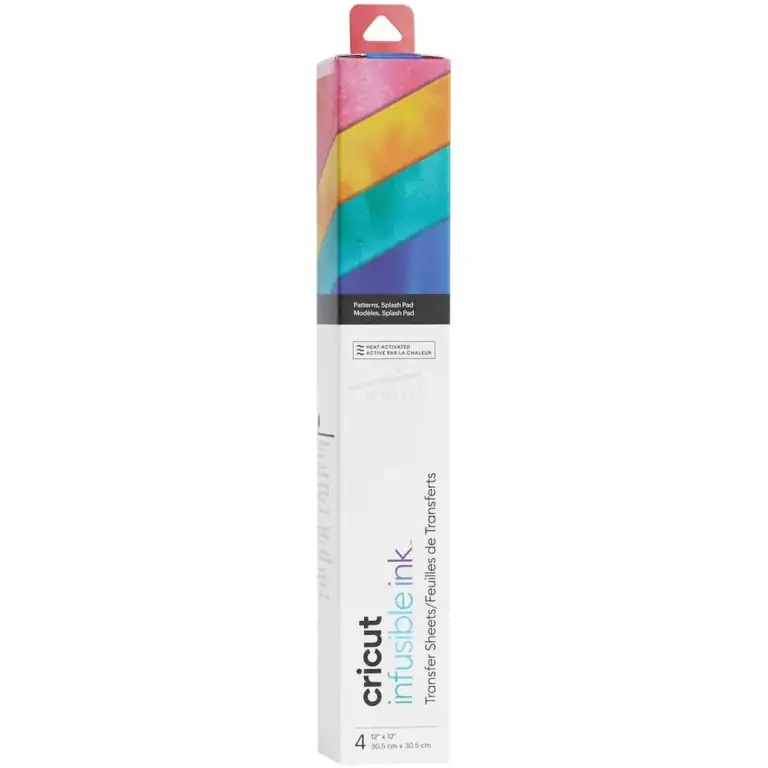 Patterns, Splash Pad
Modèles, Splash Pad
HEAT ACTIVATED
ACTIVÉ PAR LA CHALEUR
cricut
infusible ink™
Transfer Sheets/Feuilles de Transferts
4
12" x 12"
30.5 cm x 30.5 cm